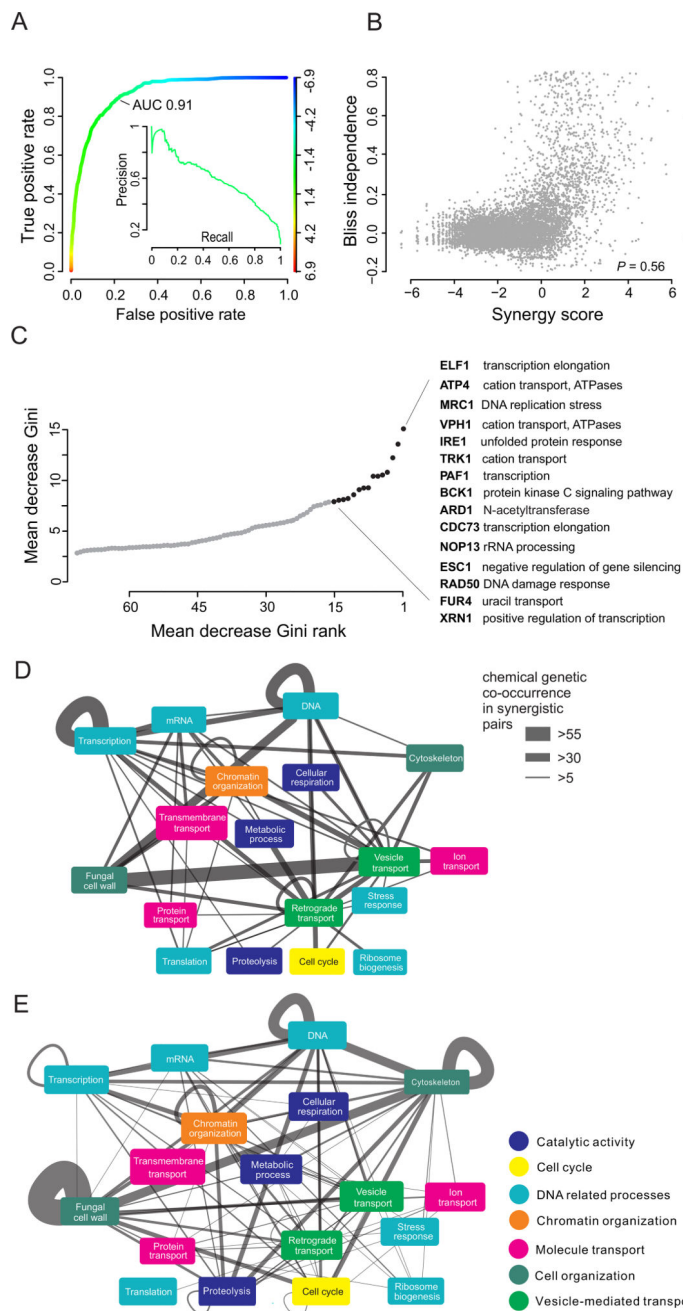 A
True positive rate
0.0 0.2 0.4 0.6 0.8 1.0
AUC 0.91
Precision
0.2 0.6 1
Recall
0 0.4 0.8 1
0.0 0.2 0.4 0.6 0.8 1.0
False positive rate
-6.9 -4.2 -1.4 1.4 4.2 6.9
B
Bliss independence
-0.2 0.0 0.2 0.4 0.6 0.8
P = 0.56
-6 -4 -2 0 2 4 6
Synergy score
C
Mean decrease Gini
0 5 10 15
60 45 30 15 1
Mean decrease Gini rank
ELF1 transcription elongation
ATP4 cation transport, ATPases
MRC1 DNA replication stress
VPH1 cation transport, ATPases
IRE1 unfolded protein response
TRK1 cation transport
PAF1 transcription
BCK1 protein kinase C signaling pathway
ARD1 N-acetyltransferase
CDC73 transcription elongation
NOP13 rRNA processing
ESC1 negative regulation of gene silencing
RAD50 DNA damage response
FUR4 uracil transport
XRN1 positive regulation of transcription
D
mRNA
DNA
Transcription
Cytoskeleton
Chromatin
organization
Cellular
respiration
Transmembrane
transport
Metabolic
process
Vesicle
transport
Ion
transport
Fungal
cell wall
Stress
response
Protein
transport
Retrograde
transport
Translation
Proteolysis
Cell cycle
Ribosome
biogenesis
chemical genetic
co-occurrence
in synergistic
pairs
>55
>30
>5
E
mRNA
DNA
Transcription
Cytoskeleton
Cellular
respiration
Chromatin
organization
Transmembrane
transport
Metabolic
process
Vesicle
transport
Ion
transport
Fungal
cell wall
Stress
response
Protein
transport
Retrograde
transport
Translation
Proteolysis
Cell cycle
Ribosome
biogenesis
Catalytic activity
Cell cycle
DNA related processes
Chromatin organization
Molecule transport
Cell organization
Vesicle-mediated transpo